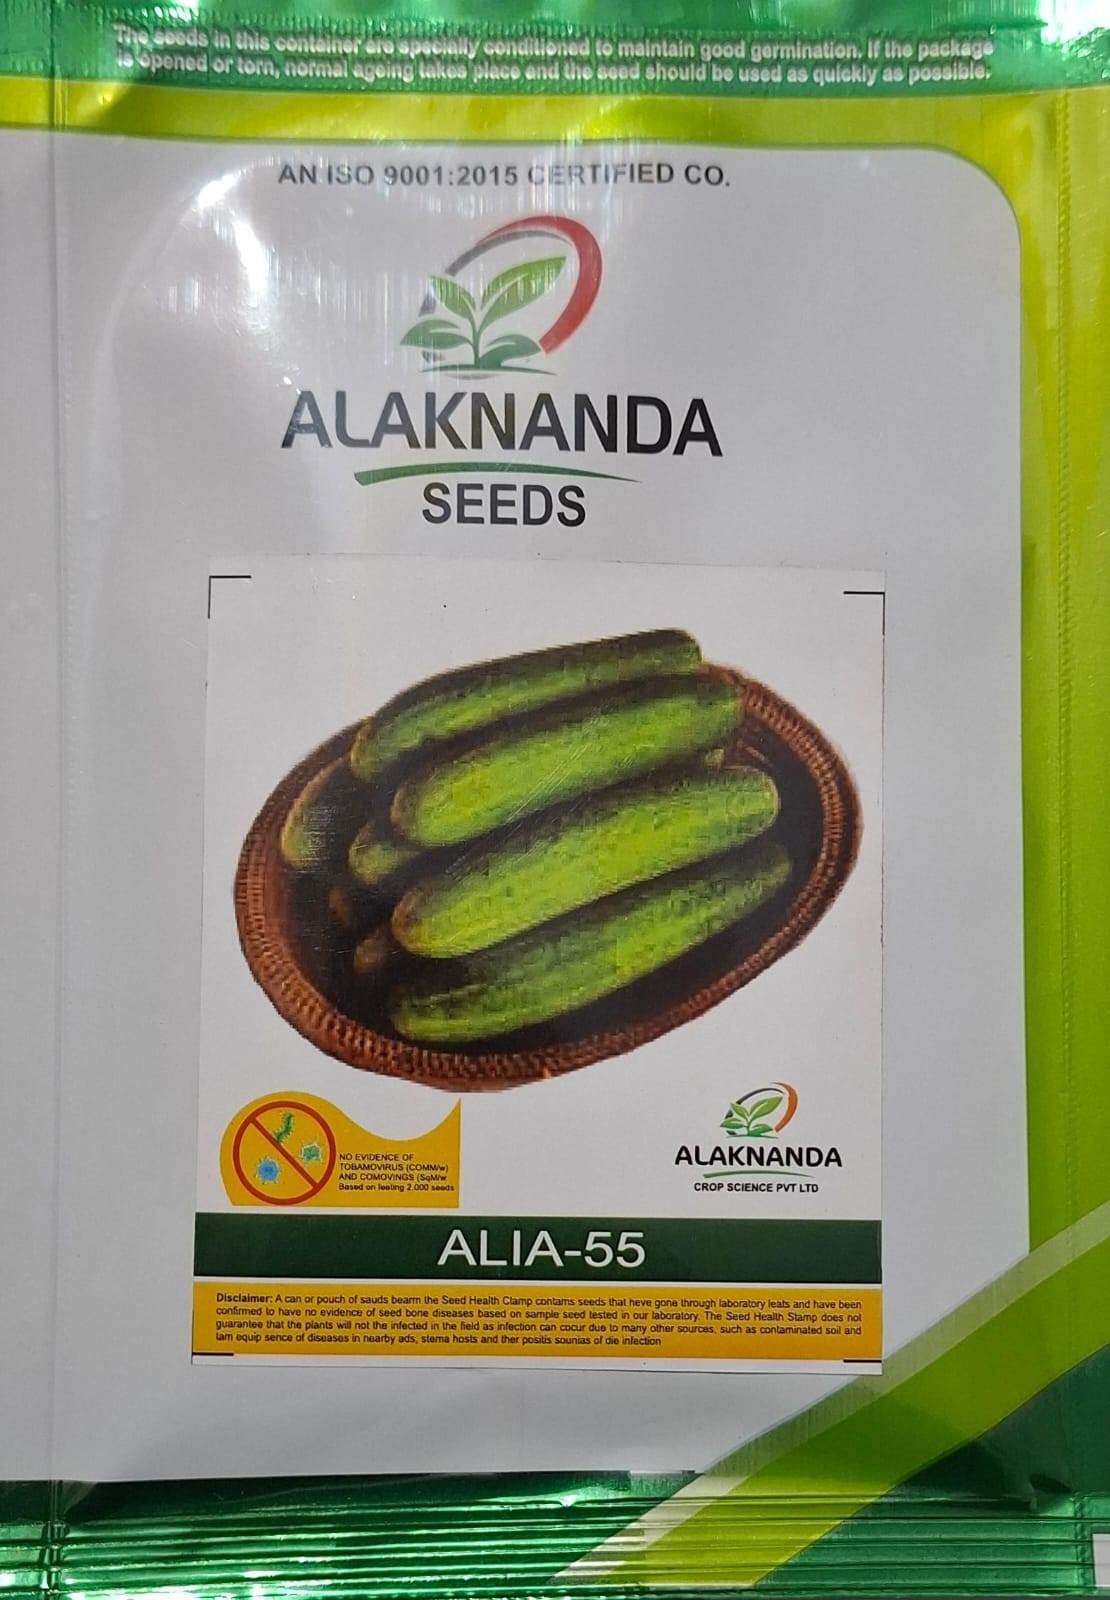 The seeds in this container are specially conditioned to maintain good germination. If the package
is opened or torn, normal ageing takes place and the seed should be used as quickly as possible.
AN ISO 9001:2015 CERTIFIED CO.
ALAKNANDA
SEEDS
NO EVIDENCE OF
TOBAMOVIRUS (COMM/w)
AND COMOVINGS (SqM/w
Based on leeling 2.000 seeds
ALAKNANDA
CROP SCIENCE PVT LTD
ALIA-55
Disclaimer: A can or pouch of sauds bearm the Seed Health Clamp contams seeds that heve gone through laboratory leats and have been
confirmed to have no evidence of seed bone diseases based on sample seed tested in our laboratory. The Seed Health Stamp does not
guarantee that the plants will not the infected in the field as infection can cocur due to many other sources, such as contaminated soil and
lam equip sence of diseases in nearby ads, stema hosts and ther positis sounias of die infection